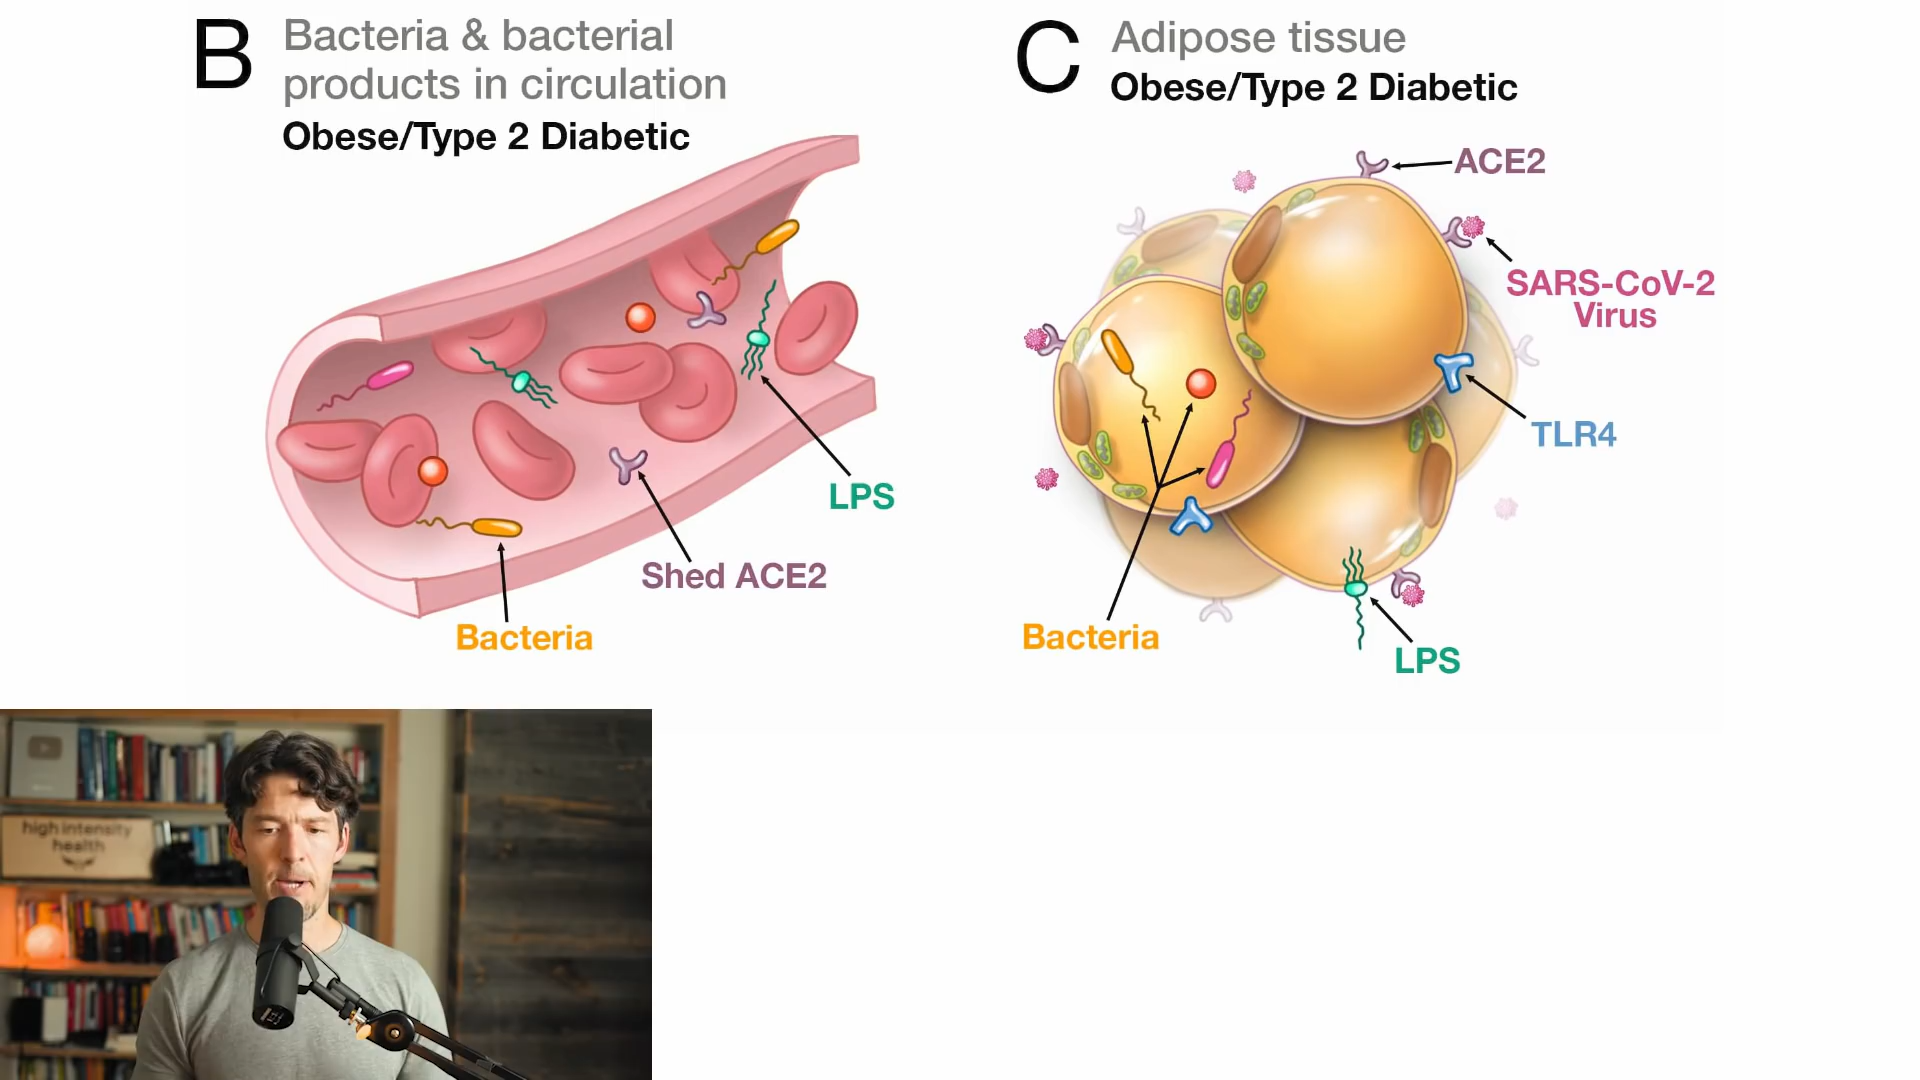 B
Bacteria & bacterial
products in circulation
Obese/Type 2 Diabetic
LPS
Shed ACE2
Bacteria
C
Adipose tissue
Obese/Type 2 Diabetic
ACE2
SARS-CoV-2
Virus
TLR4
Bacteria
LPS
high intensity
health